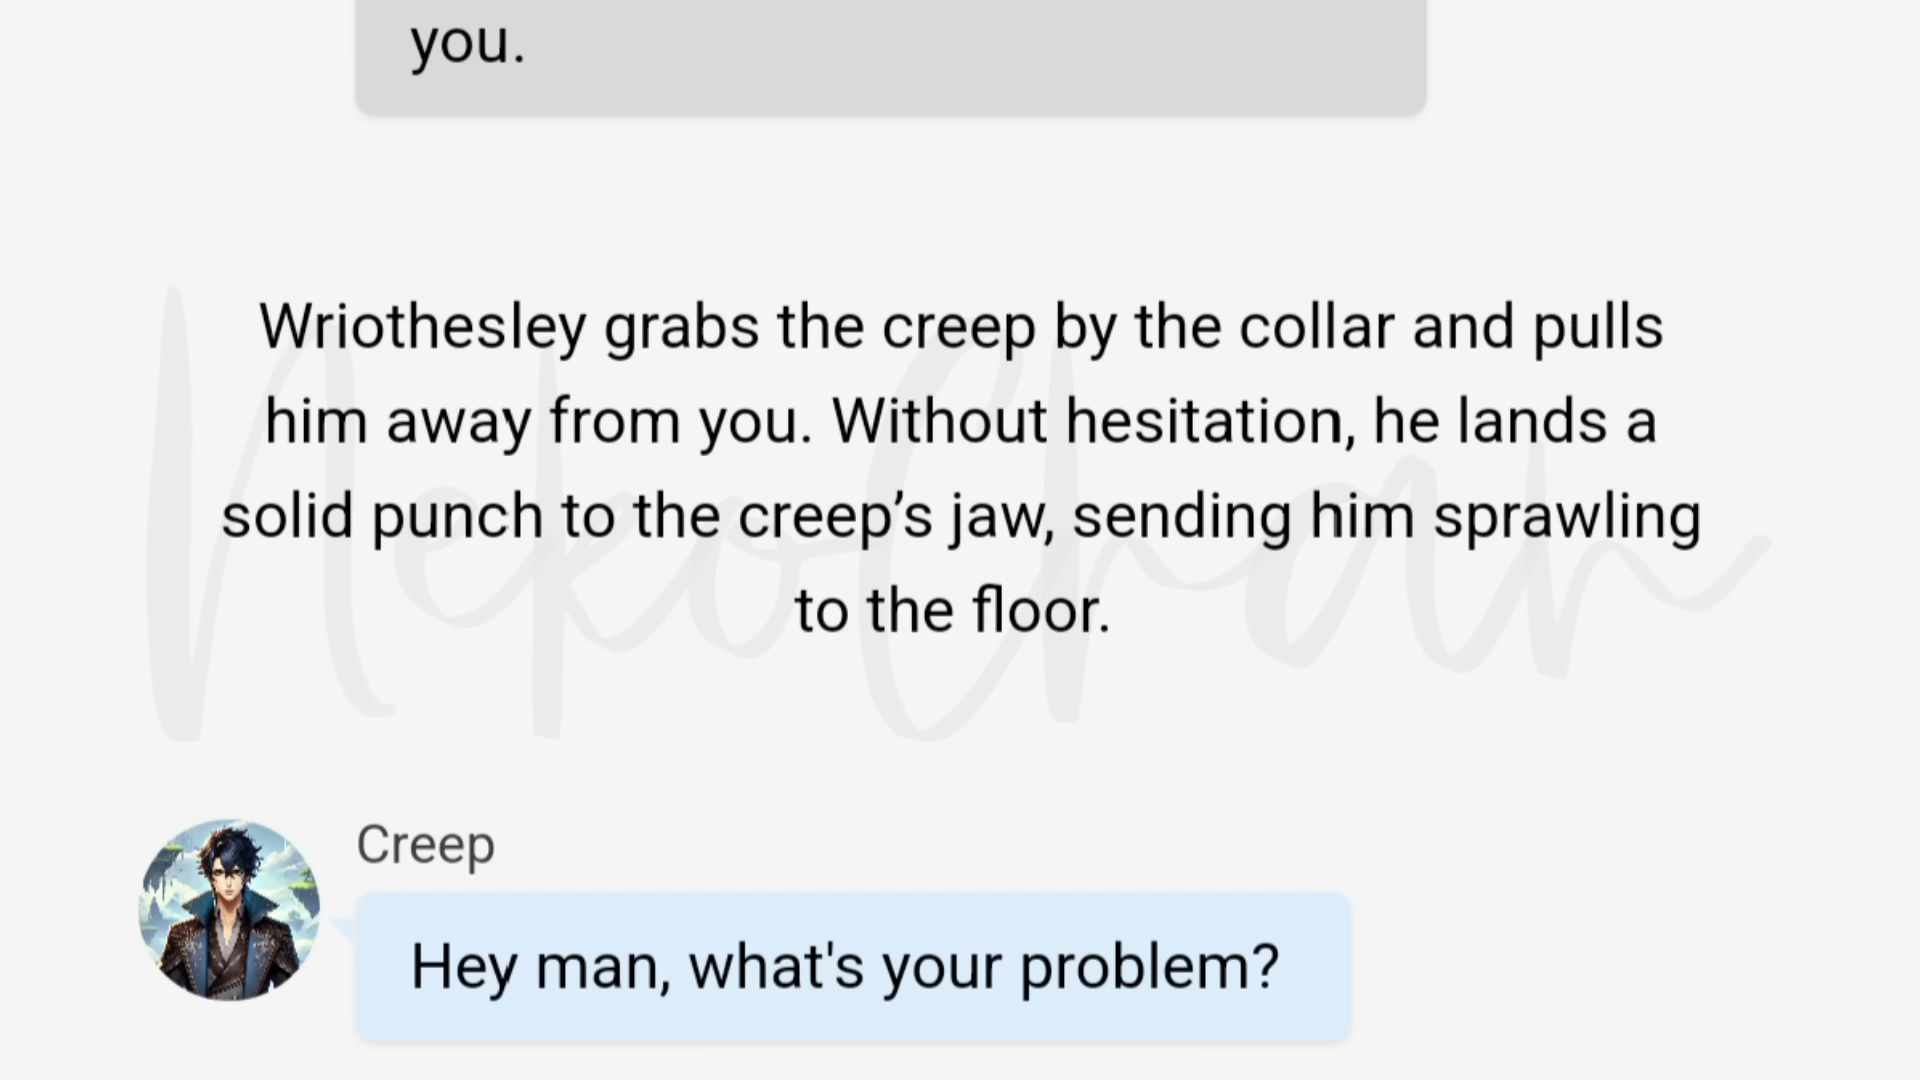 you.
Wriothesley grabs the creep by the collar and pulls
him away from you. Without hesitation, he lands a
solid punch to the creep’s jaw, sending him sprawling
to the floor.
NekoChan
Creep
Hey man, what's your problem?